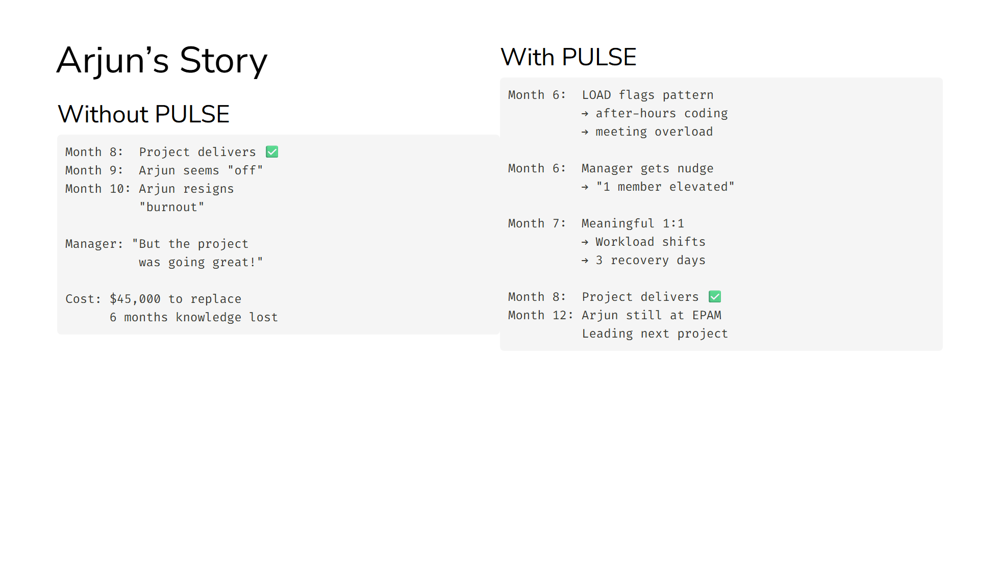 Arjun’s Story
Without PULSE
Month 8:  Project delivers ✅
Month 9:  Arjun seems "off"
Month 10: Arjun resigns
          "burnout"
Manager: "But the project
          was going great!"
Cost: $45,000 to replace
      6 months knowledge lost
With PULSE
Month 6:  LOAD flags pattern
          → after-hours coding
          → meeting overload
Month 6:  Manager gets nudge
          → "1 member elevated"
Month 7:  Meaningful 1:1
          → Workload shifts
          → 3 recovery days
Month 8:  Project delivers ✅
Month 12: Arjun still at EPAM
          Leading next project